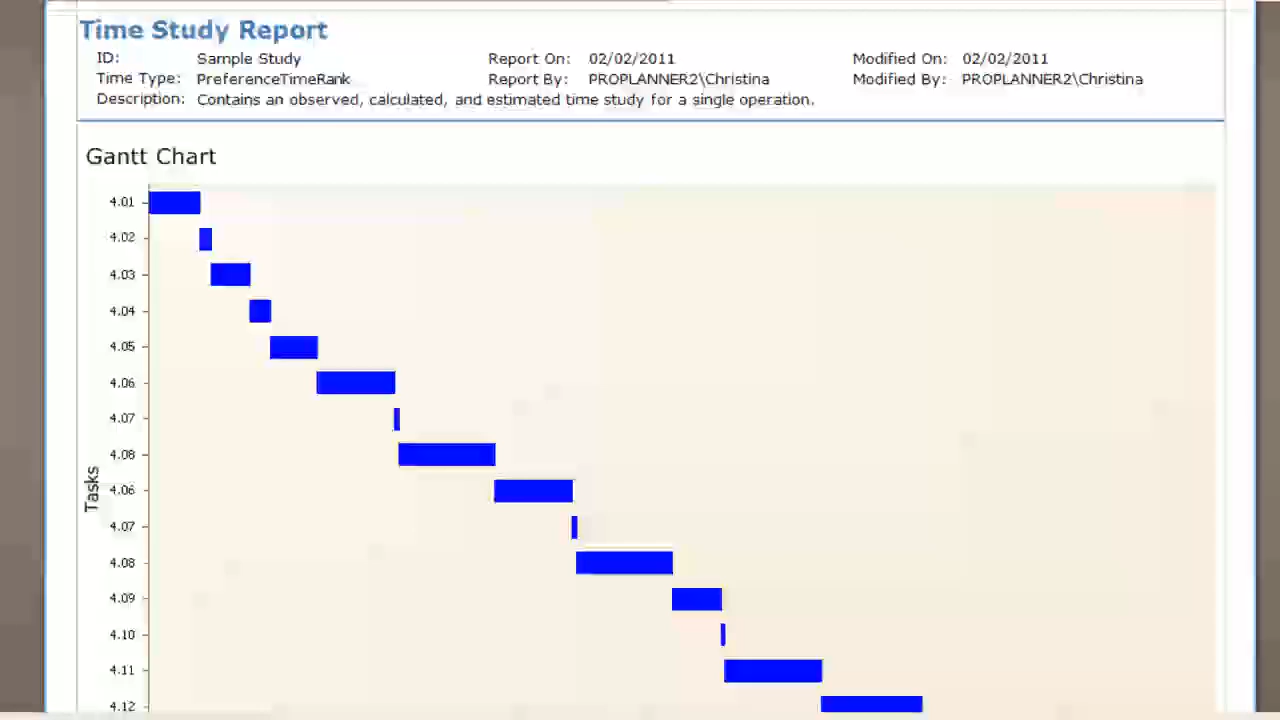 Time Study Report
ID: Sample Study Report On: 02/02/2011 Modified On: 02/02/2011
Time Type: PreferenceTimeRank Report By: PROPLANNER2\Christina Modified By: PROPLANNER2\Christina
Description: Contains an observed, calculated, and estimated time study for a single operation.
Gantt Chart
4.01
4.02
4.03
4.04
4.05
4.06
4.07
4.08
Tasks
4.06
4.07
4.08
4.09
4.10
4.11
4.12